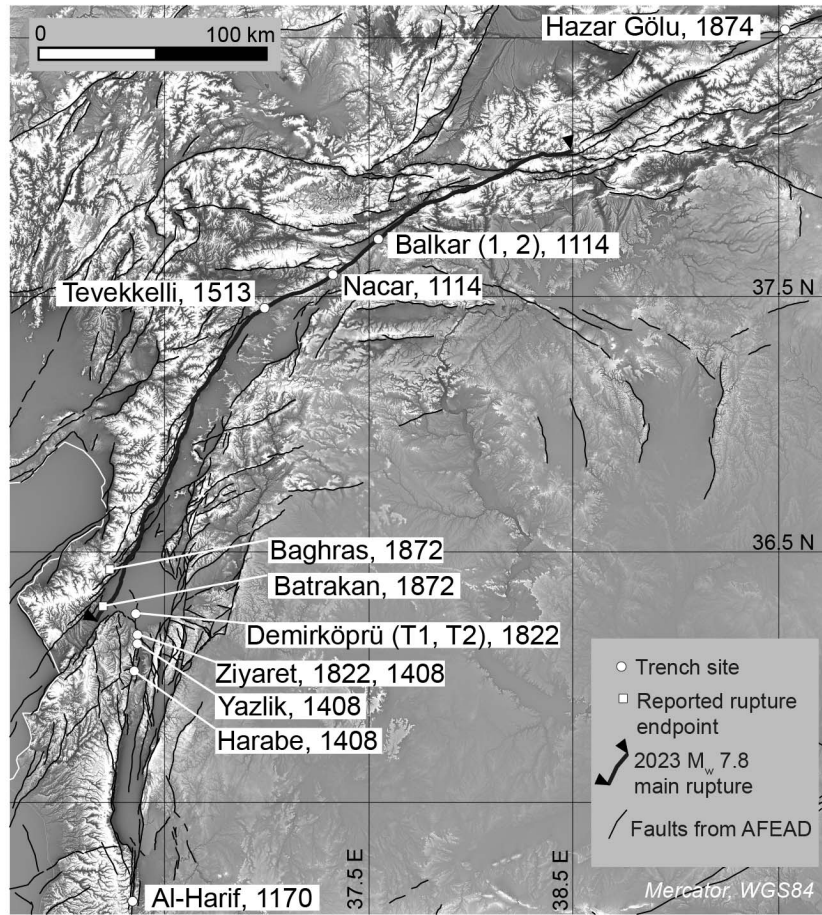 0 100 km
Hazar Gölu, 1874
Balkar (1, 2), 1114
Nacar, 1114
37.5 N
Tevekkelli, 1513
36.5 N
Baghras, 1872
Batrakan, 1872
Demirköprü (T1, T2), 1822
Ziyaret, 1822, 1408
Yazlik, 1408
Harabe, 1408
Trench site
Reported rupture
endpoint
2023 Mw 7.8
main rupture
Faults from AFEAD
37.5 E
38.5 E
Mercator, WGS84
Al-Harif, 1170